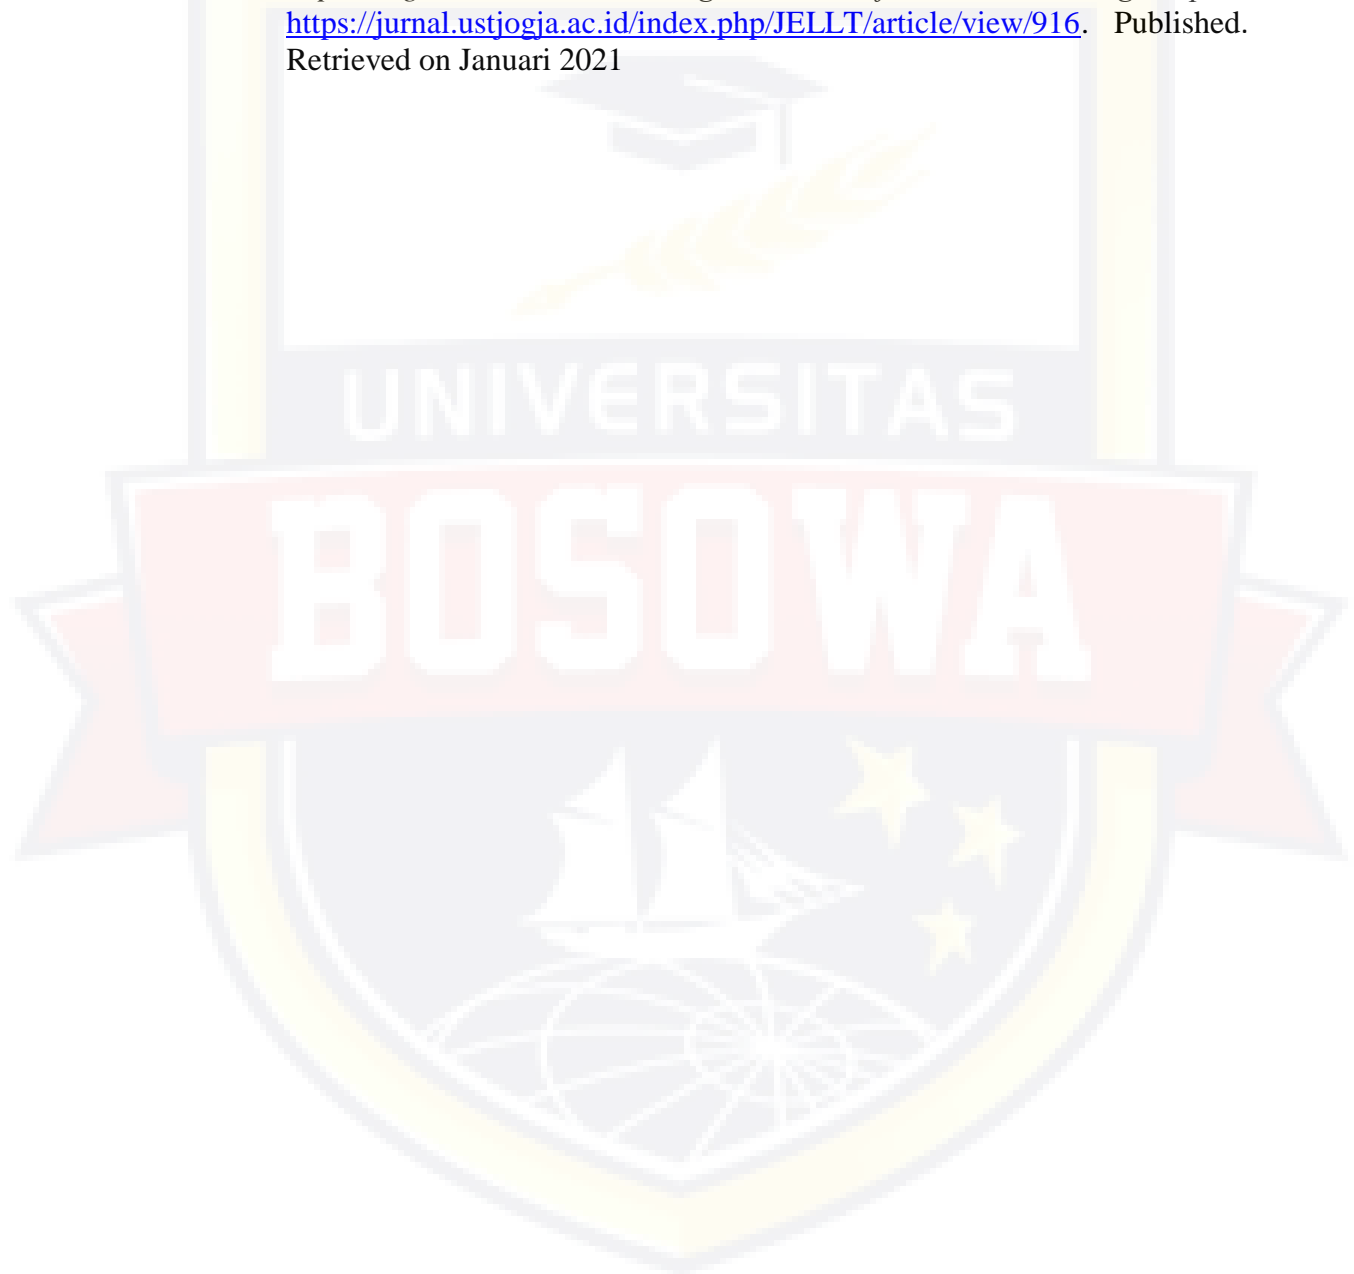 https://jurnal.ustjogja.ac.id/index.php/JELLT/article/view/916. Published.
Retrieved on Januari 2021
UNIVERSITAS
BOSOWA